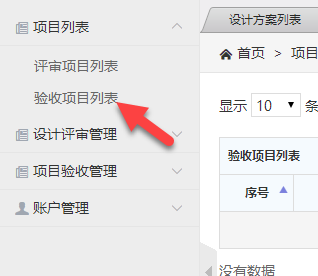 项目列表
评审项目列表
验收项目列表
设计评审管理
项目验收管理
账户管理
设计方案列表
首页 > 项目
显示 10 条
验收项目列表
序号
没有数据